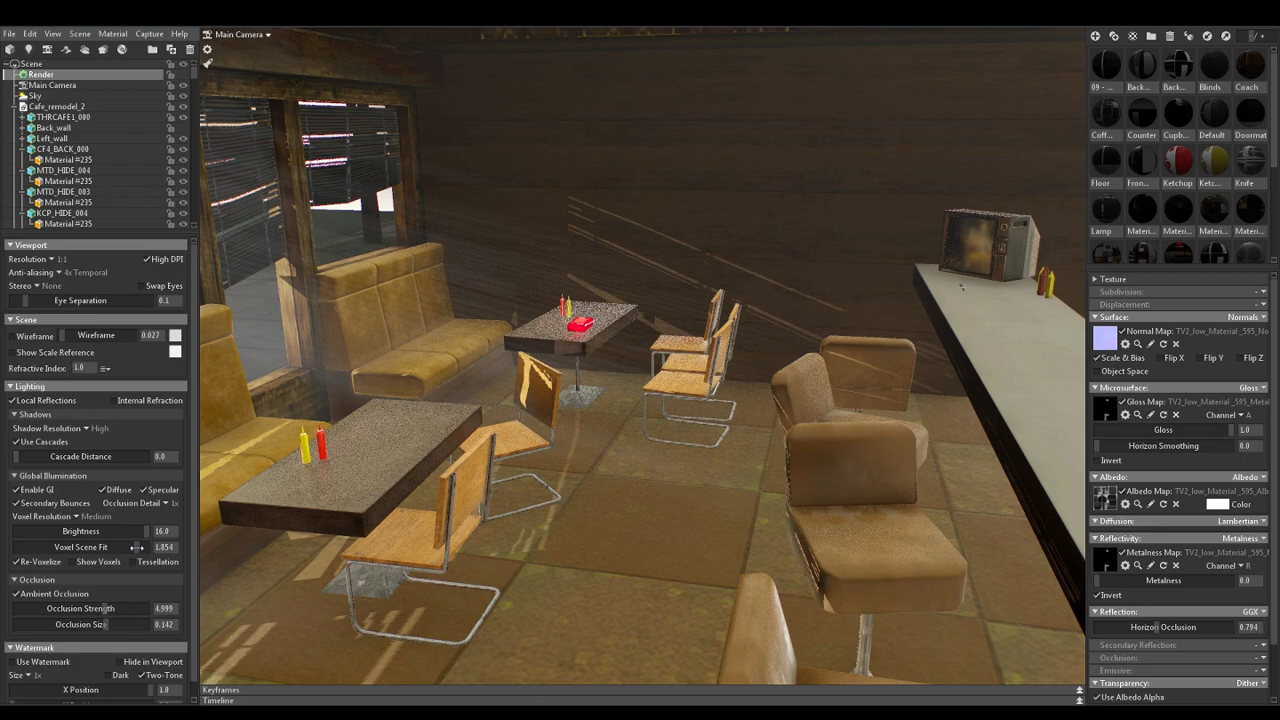 File Edit View Scene Material Capture Help
Main Camera
Scene
Render
Main Camera
Sky
Cafe_remodel_2
THRCAFE1_000
Back_wall
Left_wall
CF4_BACK_000
Material #235
MTD_HIDE_004
Material #235
MTD_HIDE_003
Material #235
KCP_HIDE_004
Material #235
Viewport
Resolution 1:1 High DPI
Anti-aliasing 4x Temporal
Stereo None Swap Eyes
Eye Separation 0.1
Scene
Wireframe Wireframe 0.027
Show Scale Reference
Refractive Index: 1.0
Lighting
Local Reflections Internal Refraction
Shadows
Shadow Resolution High
Use Cascades
Cascade Distance 0.0
Global Illumination
Enable GI Diffuse Specular
Secondary Bounces Occlusion Detail 1x
Voxel Resolution Medium
Brightness 16.0
Voxel Scene Fit 1.854
Re-Voxelize Show Voxels Tessellation
Occlusion
Ambient Occlusion
Occlusion Strength 4.999
Occlusion Size 0.142
Watermark
Use Watermark Hide in Viewport
Size 1x Dark Two-Tone
X Position 1.0
Keyframes
Timeline
09 - ... Back... Back... Blinds Coach
Coff... Counter Cupb... Default Doormat
Floor Fron... Ketchup Ketc... Knife
Lamp Materi... Materi... Materi... Materi...
Texture
Subdivision:
Displacement:
Surface: Normals
Normal Map: TV2_low_Material _595_No
Scale & Bias Flip X Flip Y Flip Z
Object Space
Microsurface: Gloss
Gloss Map: TV2_low_Material _595_Metal
Channel A
Gloss 1.0
Horizon Smoothing 0.0
Invert
Albedo: Albedo
Albedo Map: TV2_low_Material _595_Alb
Color
Diffusion: Lambertian
Reflectivity: Metalness
Metalness Map: TV2_low_Material _595_M
Channel R
Metalness 0.0
Invert
Reflection: GGX
Horizon Occlusion 0.794
Secondary Reflection:
Occlusion:
Emissive:
Transparency: Dither
Use Albedo Alpha